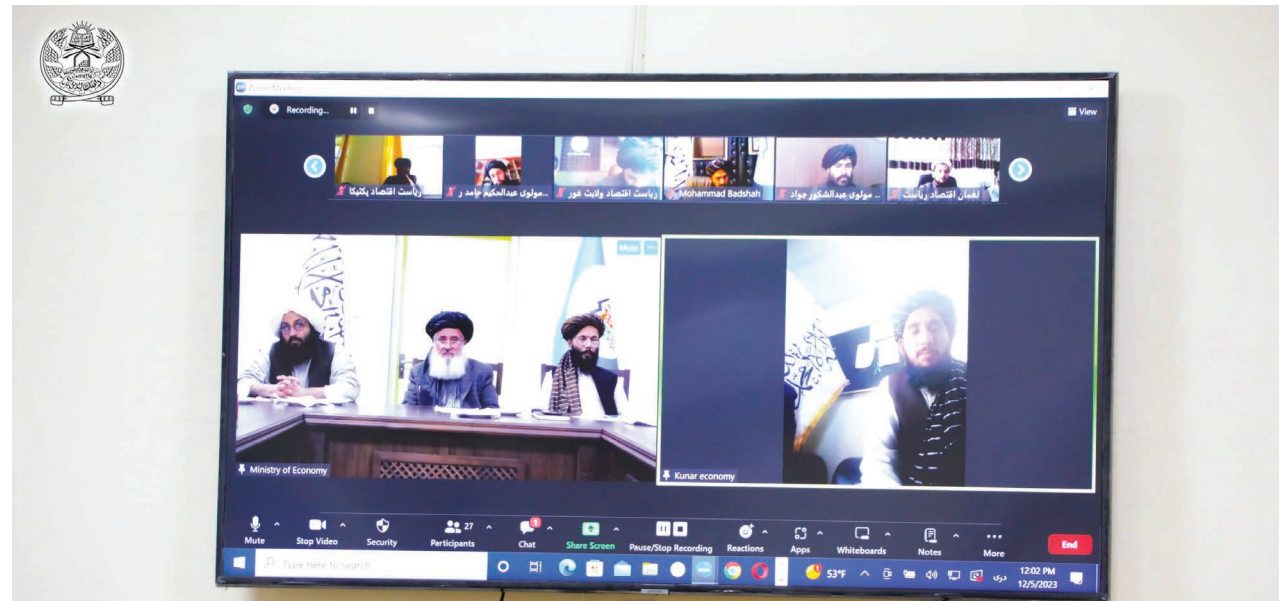 Zoom Meeting
Recording...
View
ریاست اقتصاد پکتیکا
مولوی عبدالحکیم حامد ر...
ریاست اقتصاد ولایت غور
Mohammad Badshah
مولوی عبدالشکور جواد ...
لغمان اقتصاد ریاست
Mute
Ministry of Economy
Kunar economy
Mute
Stop Video
Security
27
Participants
1
Chat
Share Screen
Pause/Stop Recording
Reactions
Apps
Whiteboards
Notes
More
End
Type here to search
53°F
دری
12:02 PM
12/5/2023